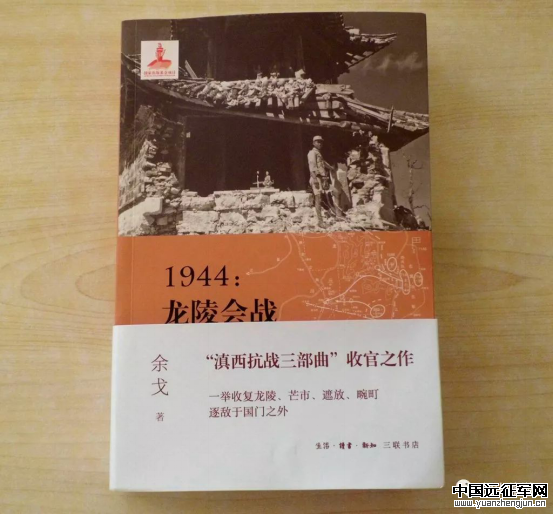 1944：
龙陵会战
余戈
著
“滇西抗战三部曲”收官之作
一举收复龙陵、芒市、遮放、畹町
逐敌于国门之外
生活·读书·新知 三联书店
中国远征军网
www.yuanzhengjun.cn